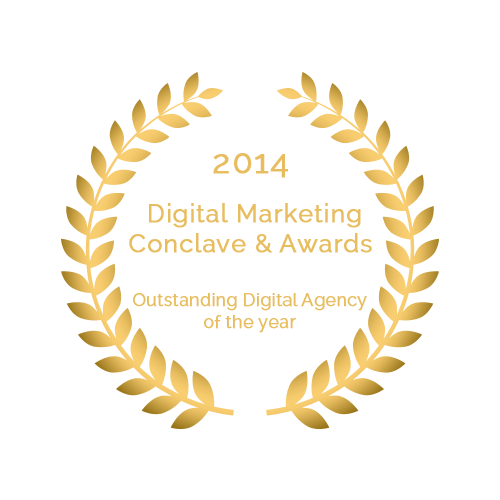 2014
Digital Marketing
Conclave & Awards
Outstanding Digital Agency
of the year